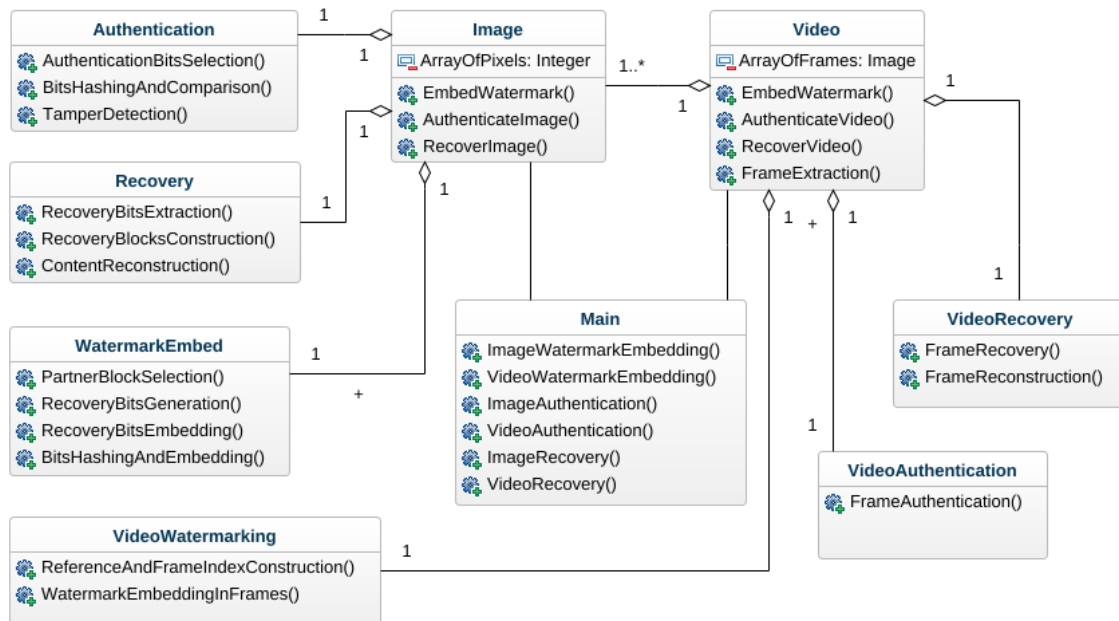 Authentication
AuthenticationBitsSelection()
BitsHashingAndComparison()
TamperDetection()
1
1
Image
ArrayOfPixels: Integer
EmbedWatermark()
AuthenticateImage()
RecoverImage()
1..*
1
Video
ArrayOfFrames: Image
EmbedWatermark()
AuthenticateVideo()
RecoverVideo()
FrameExtraction()
1
1
1
1
1
+
1
Recovery
RecoveryBitsExtraction()
RecoveryBlocksConstruction()
ContentReconstruction()
1
WatermarkEmbed
PartnerBlockSelection()
RecoveryBitsGeneration()
RecoveryBitsEmbedding()
BitsHashingAndEmbedding()
1
+
Main
ImageWatermarkEmbedding()
VideoWatermarkEmbedding()
ImageAuthentication()
VideoAuthentication()
ImageRecovery()
VideoRecovery()
VideoRecovery
FrameRecovery()
FrameReconstruction()
1
VideoAuthentication
FrameAuthentication()
VideoWatermarking
ReferenceAndFrameIndexConstruction()
WatermarkEmbeddingInFrames()
1